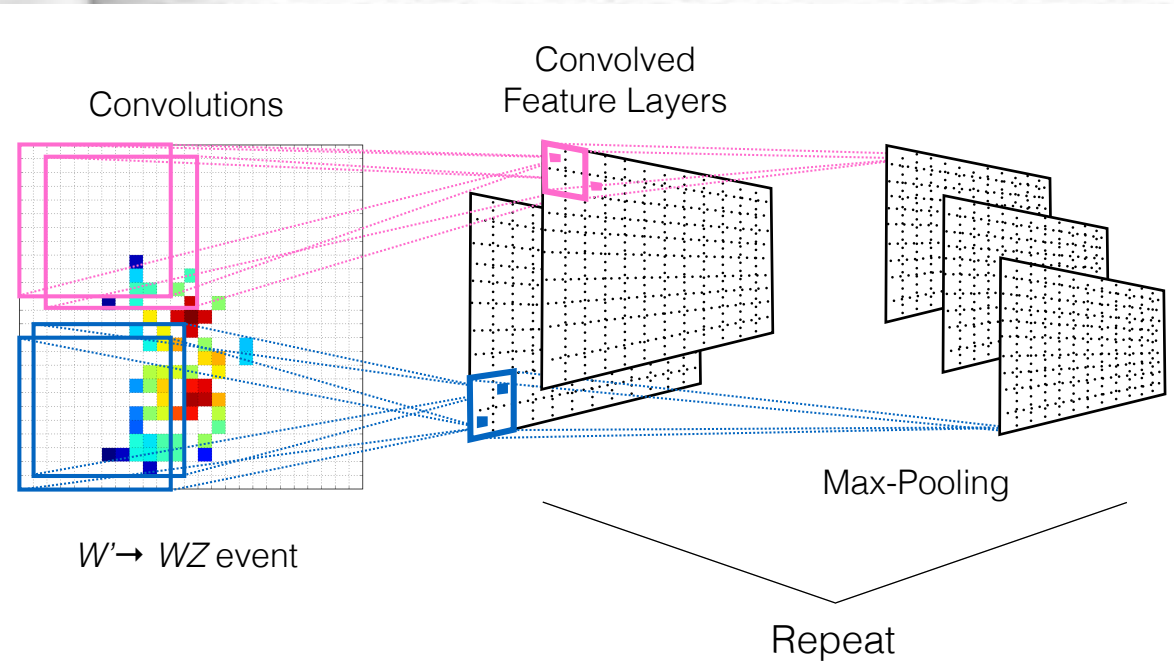 Convolutions
Convolved
Feature Layers
W'→ WZ event
Max-Pooling
Repeat